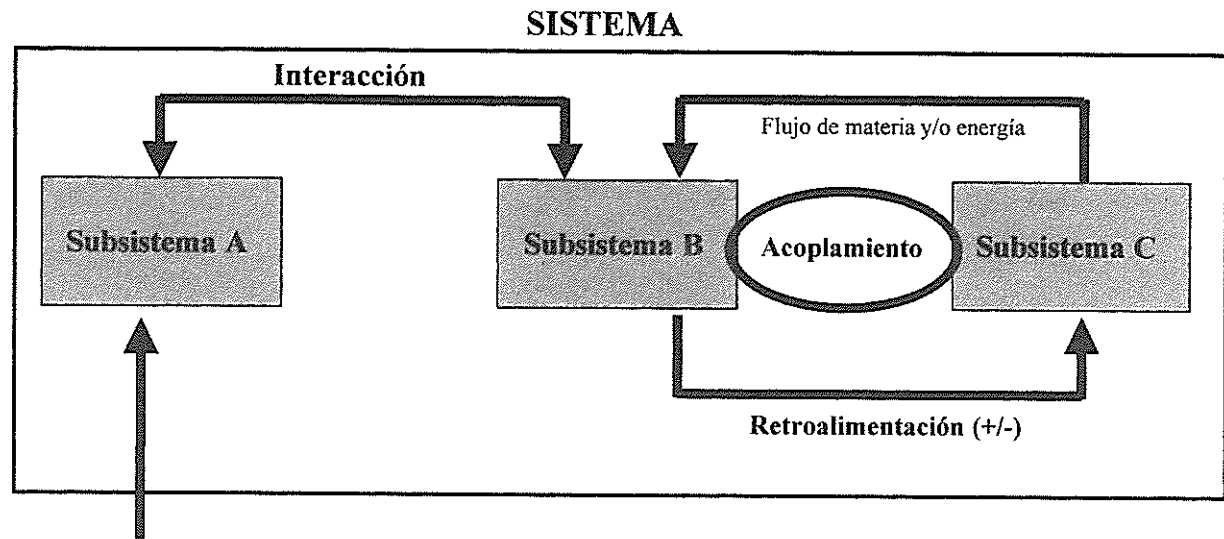 SISTEMA
Interacción
Flujo de materia y/o energía
Subsistema A
Subsistema B
Acoplamiento
Subsistema C
Retroalimentación (+/-)